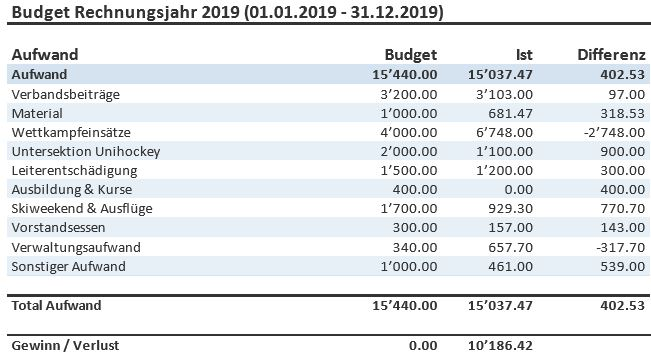 Budget Rechnungsjahr 2019 (01.01.2019 - 31.12.2019)
Aufwand Budget Ist Differenz
Aufwand 15’440.00 15’037.47 402.53
Verbandsbeiträge 3’200.00 3’103.00 97.00
Material 1’000.00 681.47 318.53
Wettkampfeinsätze 4’000.00 6’748.00 -2’748.00
Untersektion Unihockey 2’000.00 1’100.00 900.00
Leiterentschädigung 1’500.00 1’200.00 300.00
Ausbildung & Kurse 400.00 0.00 400.00
Skiweekend & Ausflüge 1’700.00 929.30 770.70
Vorstandsessen 300.00 157.00 143.00
Verwaltungsaufwand 340.00 657.70 -317.70
Sonstiger Aufwand 1’000.00 461.00 539.00
Total Aufwand 15’440.00 15’037.47 402.53
Gewinn / Verlust 0.00 10’186.42